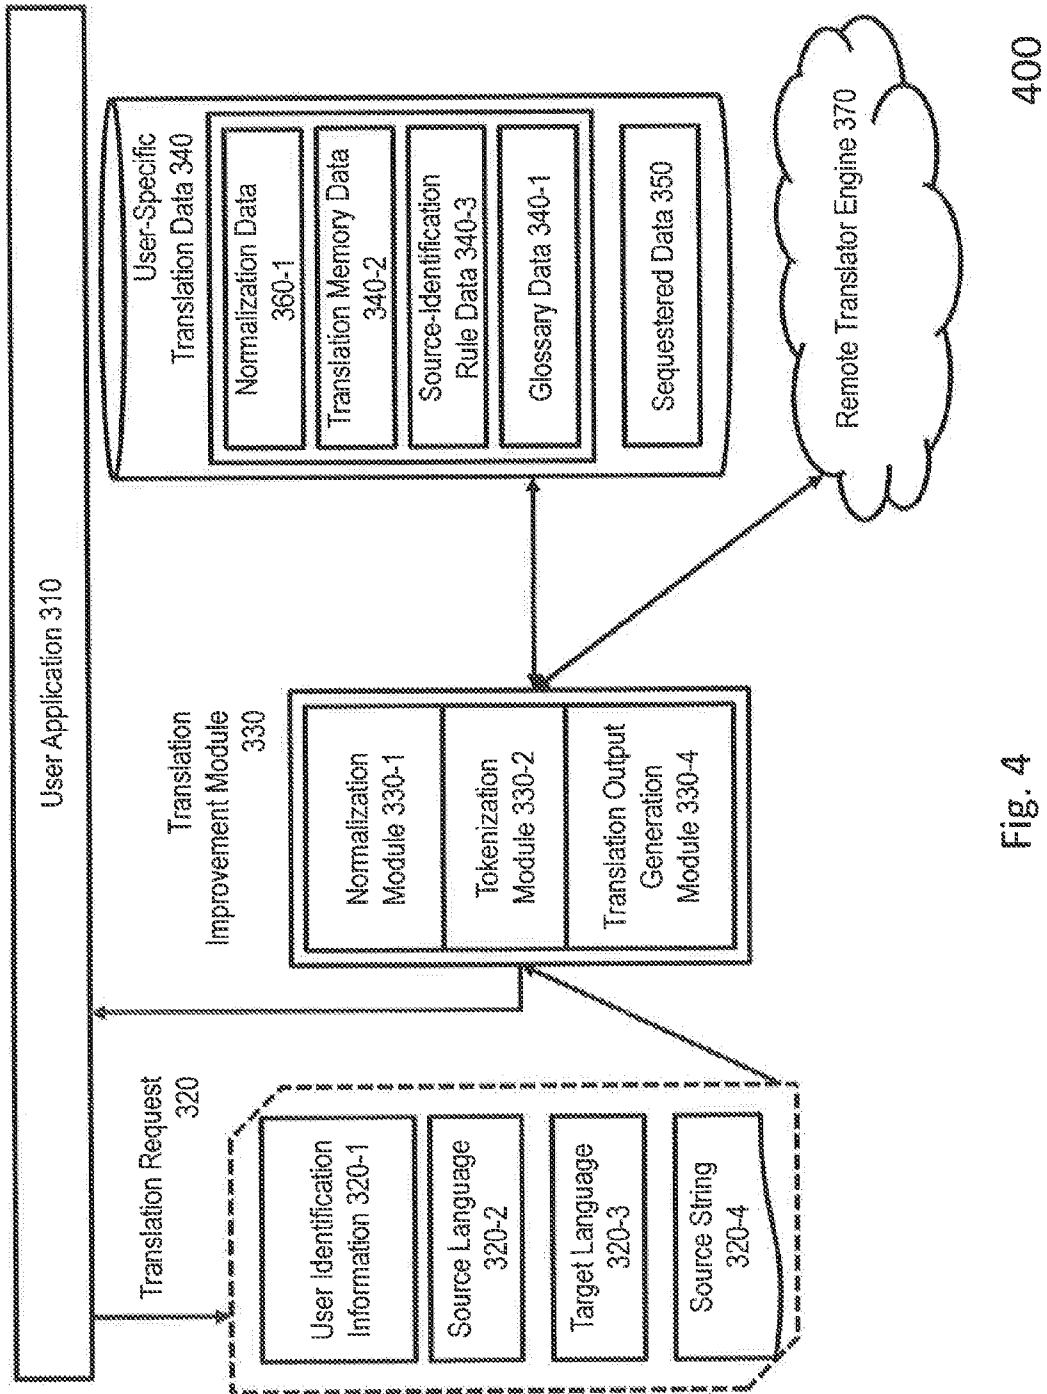 User Application 310
Translation Request
320
User Identification
Information 320-1
Source Language
320-2
Target Language
320-3
Source String
320-4
Translation
Improvement Module
330
Normalization
Module 330-1
Tokenization
Module 330-2
Translation Output
Generation
Module 330-4
User-Specific
Translation Data 340
Normalization Data
360-1
Translation Memory Data
340-2
Source-Identification
Rule Data 340-3
Glossary Data 340-1
Sequestered Data 350
Remote Translator Engine 370
Fig. 4
400